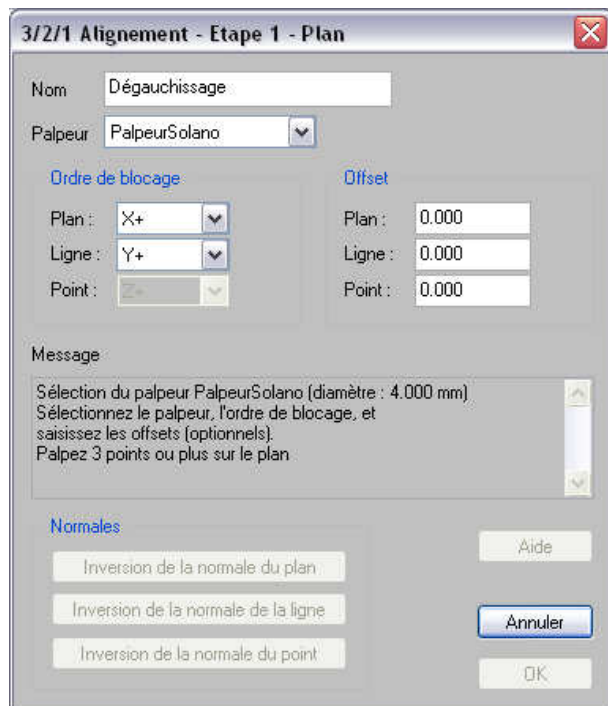 3/2/1 Alignement - Etape 1 - Plan
Nom Dégauchissage
Palpeur PalpeurSolano
Ordre de blocage
Plan : X+
Ligne : Y+
Point : Z+
Offset
Plan : 0.000
Ligne : 0.000
Point : 0.000
Message
Sélection du palpeur PalpeurSolano (diamètre : 4.000 mm)
Sélectionnez le palpeur, l'ordre de blocage, et
saisissez les offsets (optionnels).
Palpez 3 points ou plus sur le plan
Normales
Inversion de la normale du plan
Inversion de la normale de la ligne
Inversion de la normale du point
Aide
Annuler
OK